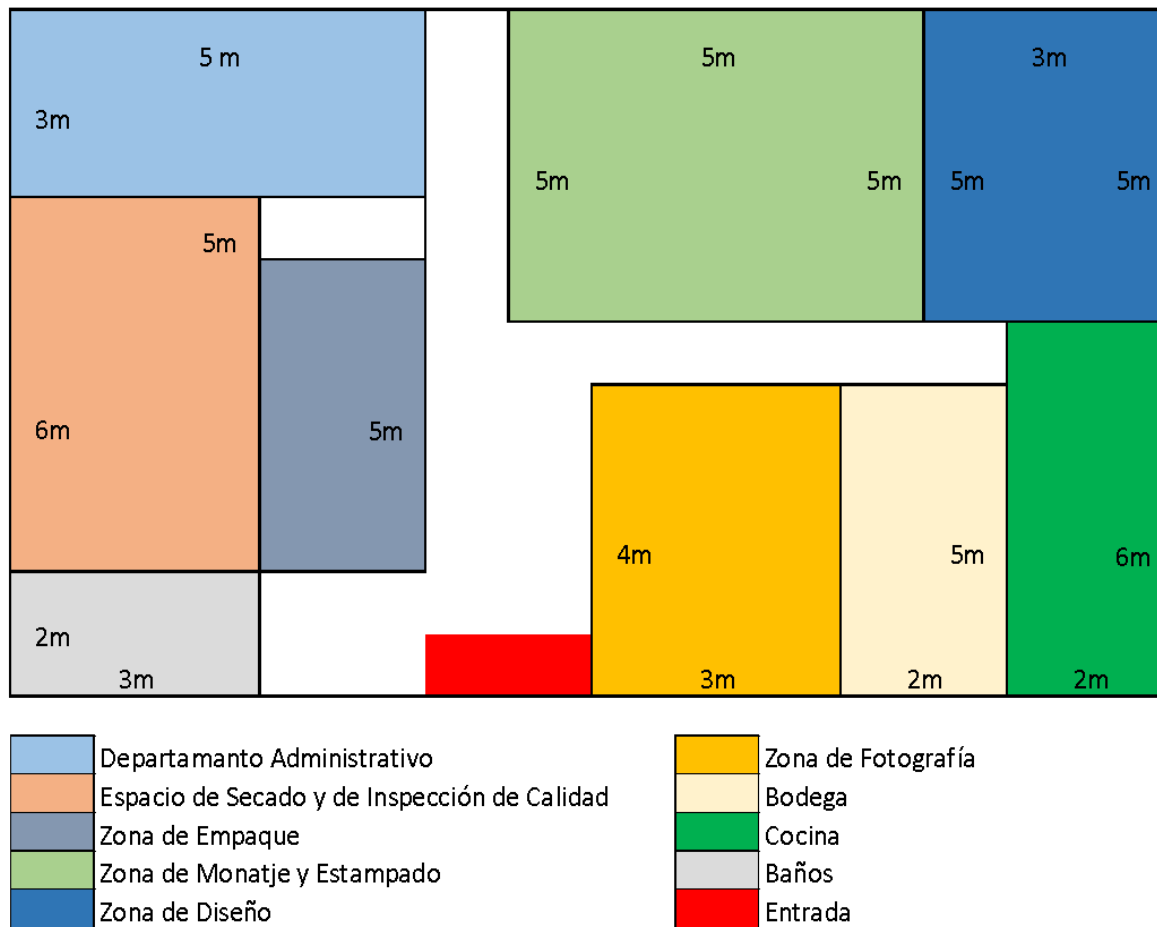 5 m
5m
3m
3m
5m
5m
5m
5m
5m
6m
5m
4m
5m
6m
2m
3m
3m
2m
2m
Departamanto Administrativo
Espacio de Secado y de Inspección de Calidad
Zona de Empaque
Zona de Monatje y Estampado
Zona de Diseño
Zona de Fotografía
Bodega
Cocina
Baños
Entrada